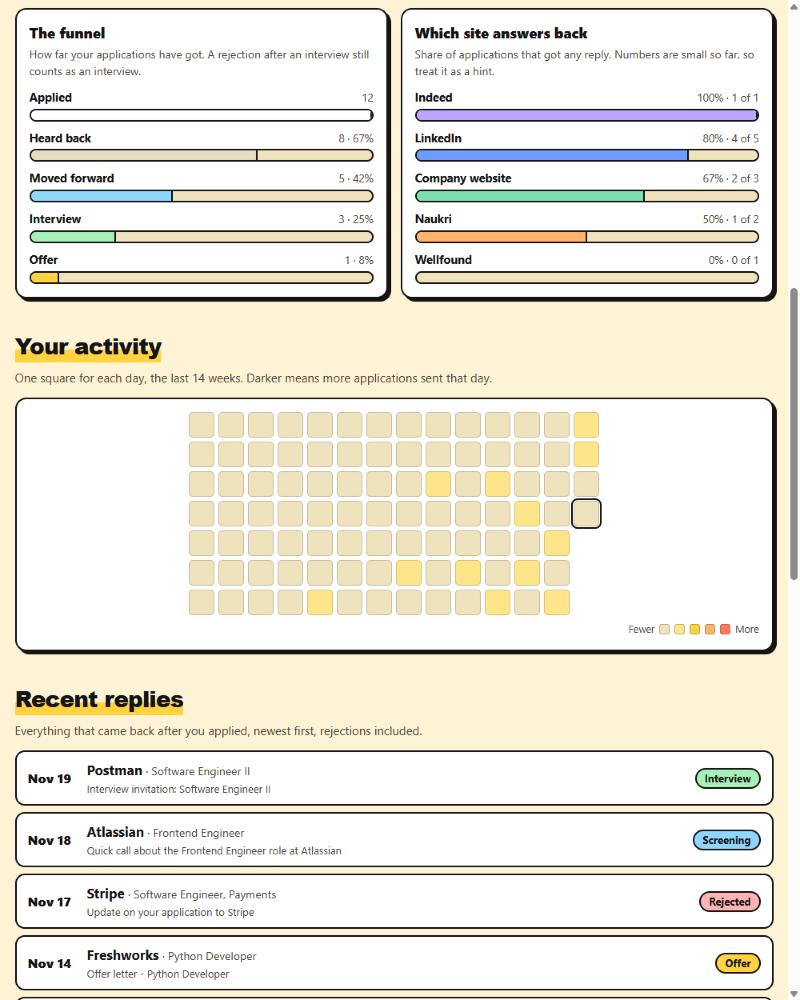 The funnel
How far your applications have got. A rejection after an interview still
counts as an interview.
Applied 12
Heard back 8 · 67%
Moved forward 5 · 42%
Interview 3 · 25%
Offer 1 · 8%
Which site answers back
Share of applications that got any reply. Numbers are small so far, so
treat it as a hint.
Indeed 100% · 1 of 1
LinkedIn 80% · 4 of 5
Company website 67% · 2 of 3
Naukri 50% · 1 of 2
Wellfound 0% · 0 of 1
Your activity
One square for each day, the last 14 weeks. Darker means more applications sent that day.
Fewer More
Recent replies
Everything that came back after you applied, newest first, rejections included.
Nov 19 Postman · Software Engineer II Interview
Interview invitation: Software Engineer II
Nov 18 Atlassian · Frontend Engineer Screening
Quick call about the Frontend Engineer role at Atlassian
Nov 17 Stripe · Software Engineer, Payments Rejected
Update on your application to Stripe
Nov 14 Freshworks · Python Developer Offer
Offer letter - Python Developer